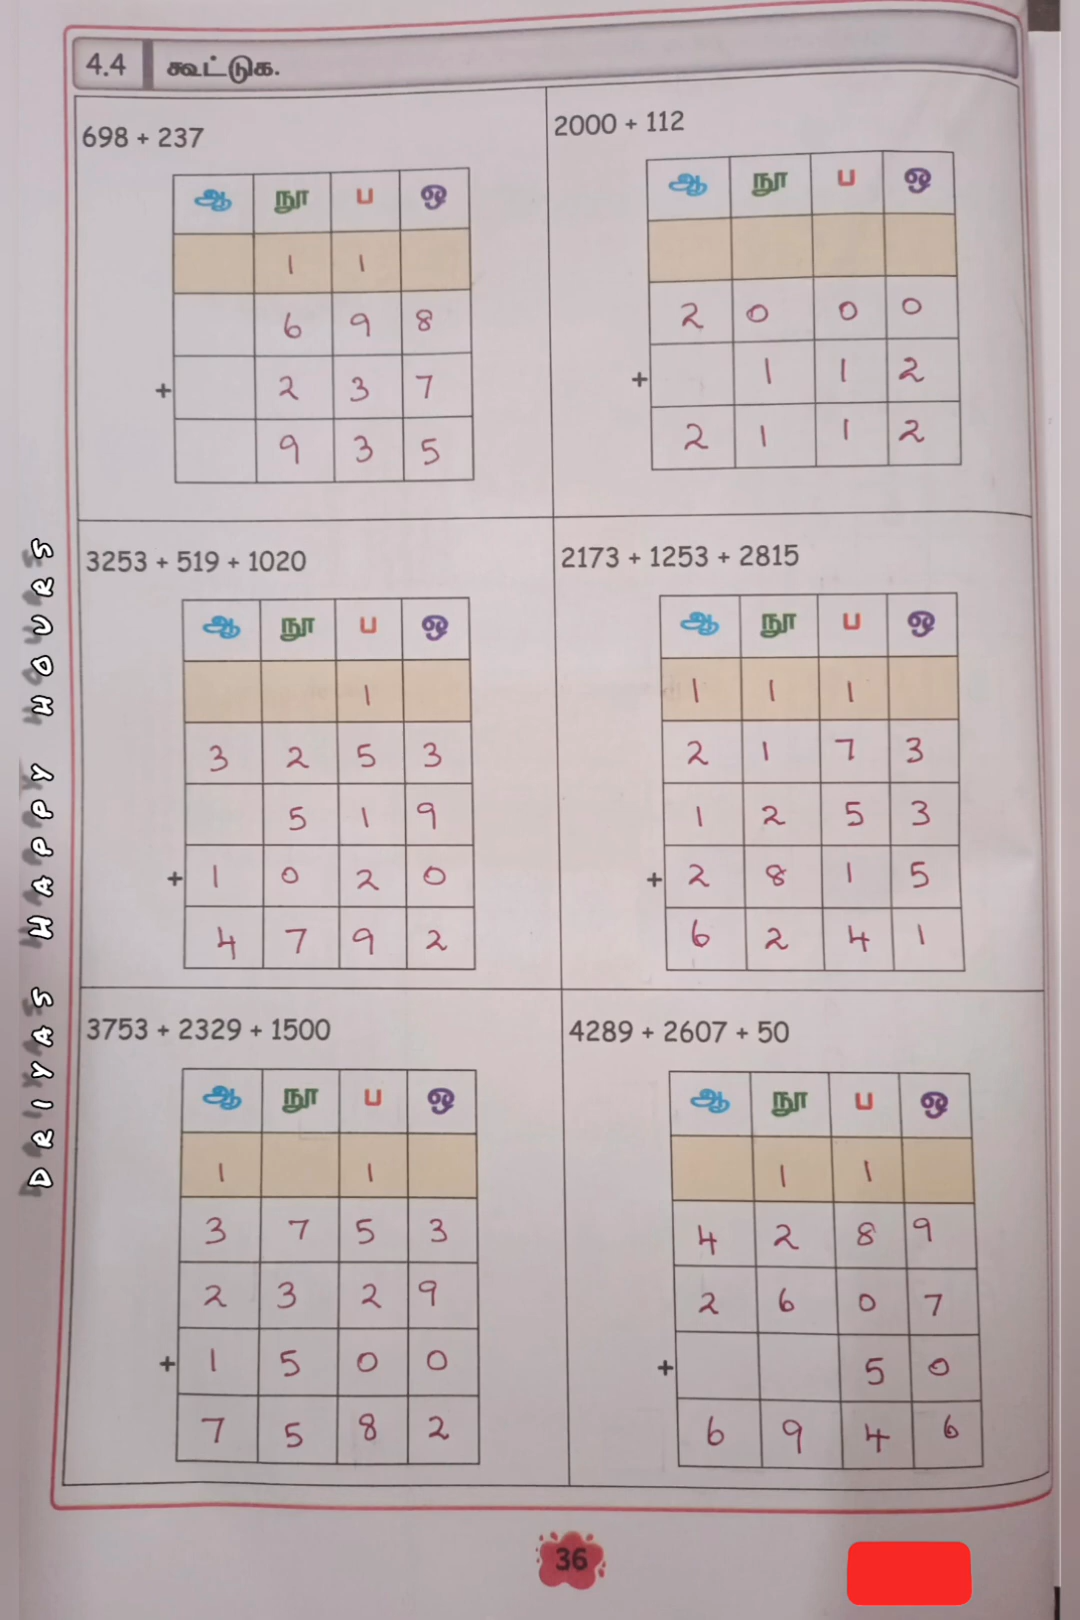 4.4 கூட்டுக.
698 + 237
ஆ நூ ப ஒ
1 1
6 9 8
+ 2 3 7
9 3 5
2000 + 112
ஆ நூ ப ஒ
2 0 0 0
+ 1 1 2
2 1 1 2
3253 + 519 + 1020
ஆ நூ ப ஒ
1
3 2 5 3
5 1 9
+ 1 0 2 0
4 7 9 2
2173 + 1253 + 2815
ஆ நூ ப ஒ
1 1 1
2 1 7 3
1 2 5 3
+ 2 8 1 5
6 2 4 1
3753 + 2329 + 1500
ஆ நூ ப ஒ
1 1
3 7 5 3
2 3 2 9
+ 1 5 0 0
7 5 8 2
4289 + 2607 + 50
ஆ நூ ப ஒ
1 1
4 2 8 9
2 6 0 7
+ 5 0
6 9 4 6
36
DRIYAS HAPPY HOURS